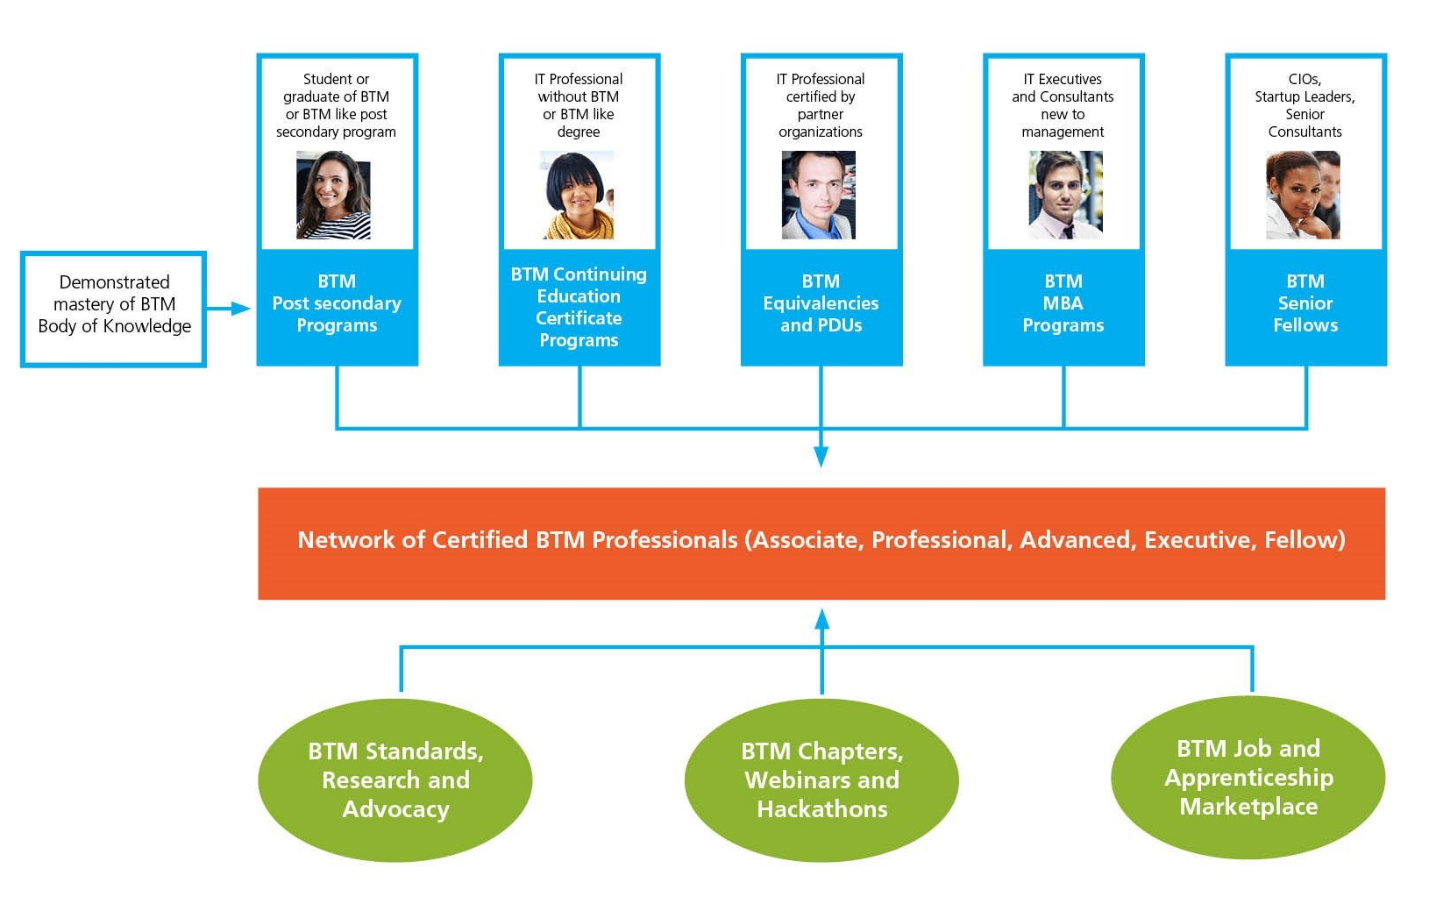 Student or
graduate of BTM
or BTM like post
secondary program
IT Professional
without BTM
or BTM like
degree
IT Professional
certified by
partner
organizations
IT Executives
and Consultants
new to
management
CIOs,
Startup Leaders,
Senior
Consultants
Demonstrated
mastery of BTM
Body of Knowledge
BTM
Post secondary
Programs
BTM Continuing
Education
Certificate
Programs
BTM
Equivalencies
and PDUs
BTM
MBA
Programs
BTM
Senior
Fellows
Network of Certified BTM Professionals (Associate, Professional, Advanced, Executive, Fellow)
BTM Standards,
Research and
Advocacy
BTM Chapters,
Webinars and
Hackathons
BTM Job and
Apprenticeship
Marketplace